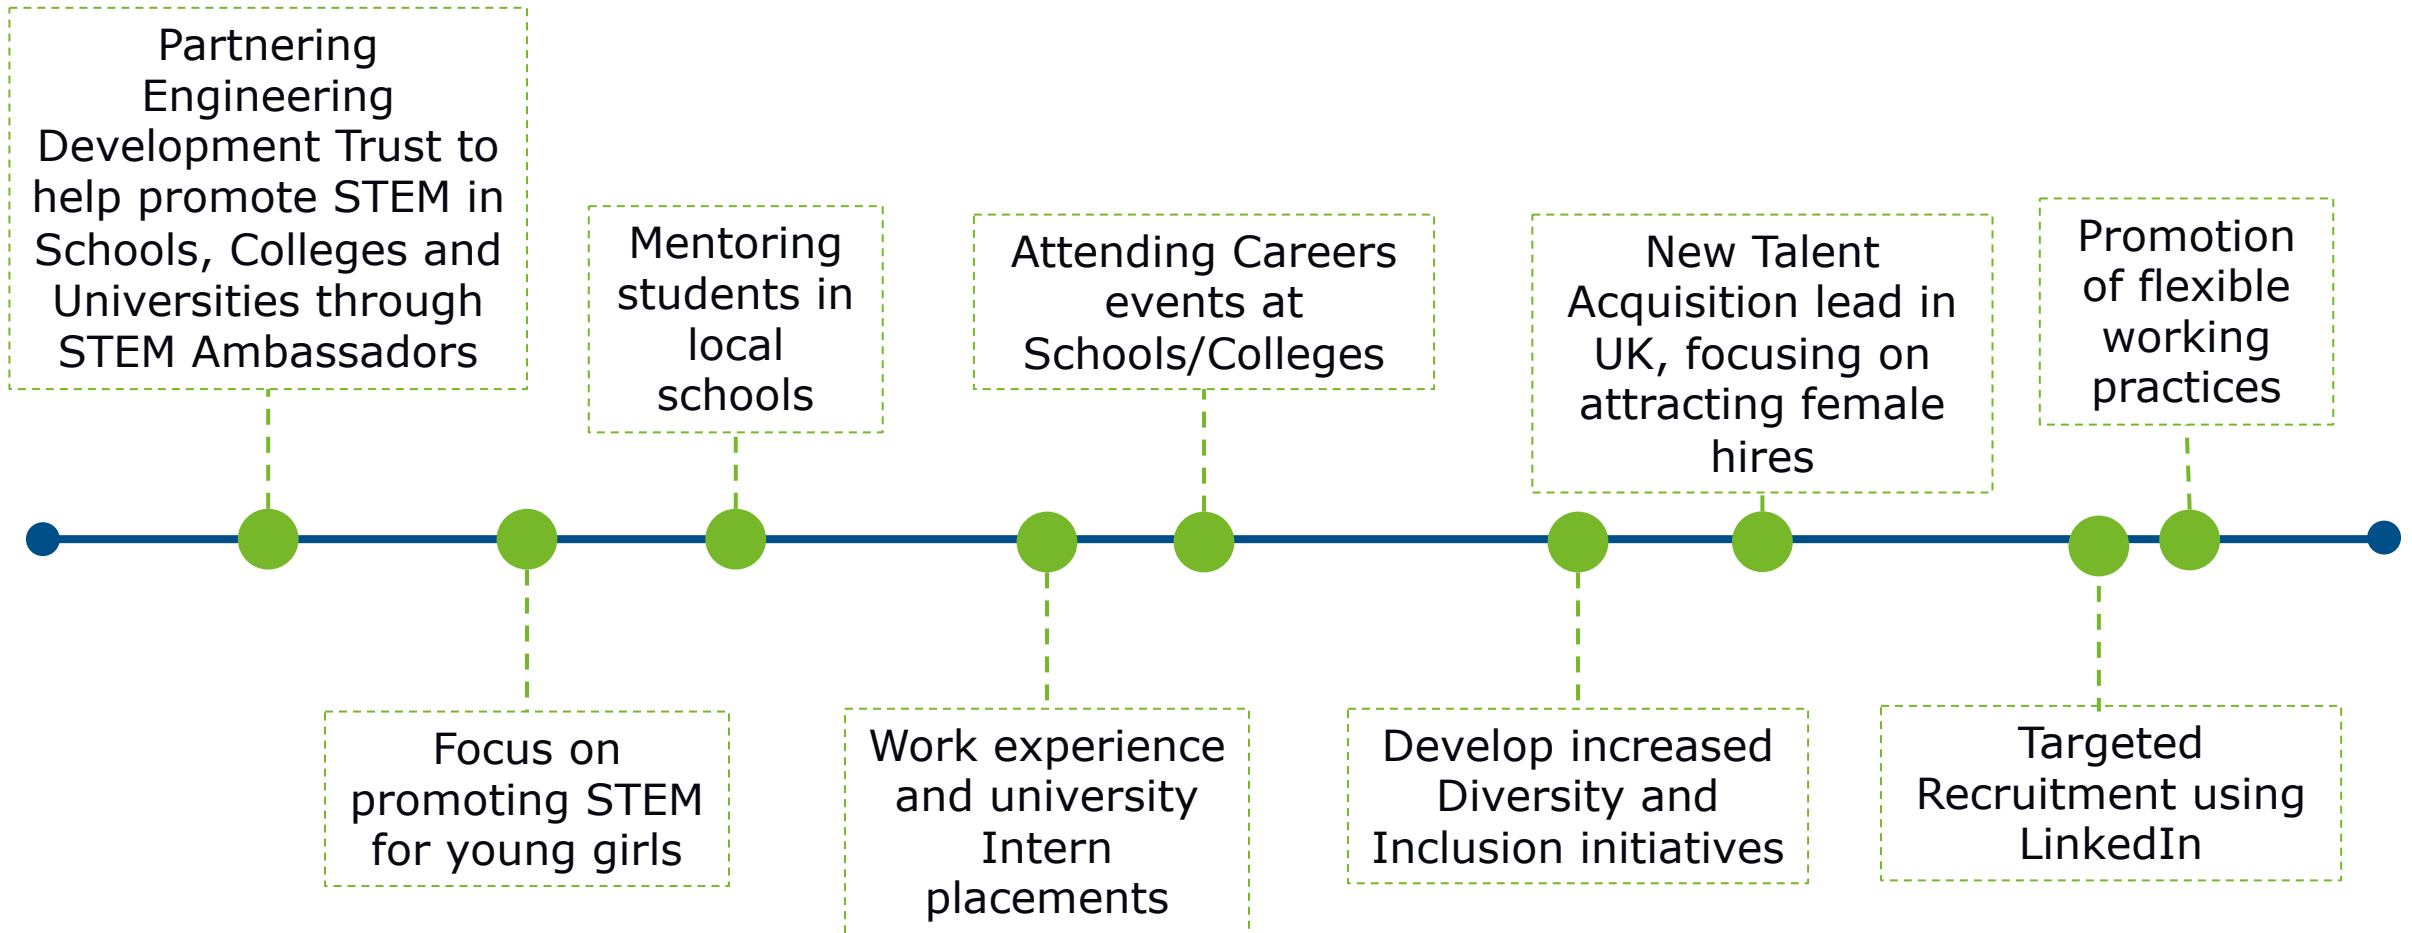 Partnering
Engineering
Development Trust to
help promote STEM in
Schools, Colleges and
Universities through
STEM Ambassadors
Focus on
promoting STEM
for young girls
Mentoring
students in
local
schools
Work experience
and university
Intern
placements
Attending Careers
events at
Schools/Colleges
Develop increased
Diversity and
Inclusion initiatives
New Talent
Acquisition lead in
UK, focusing on
attracting female
hires
Targeted
Recruitment using
LinkedIn
Promotion
of flexible
working
practices